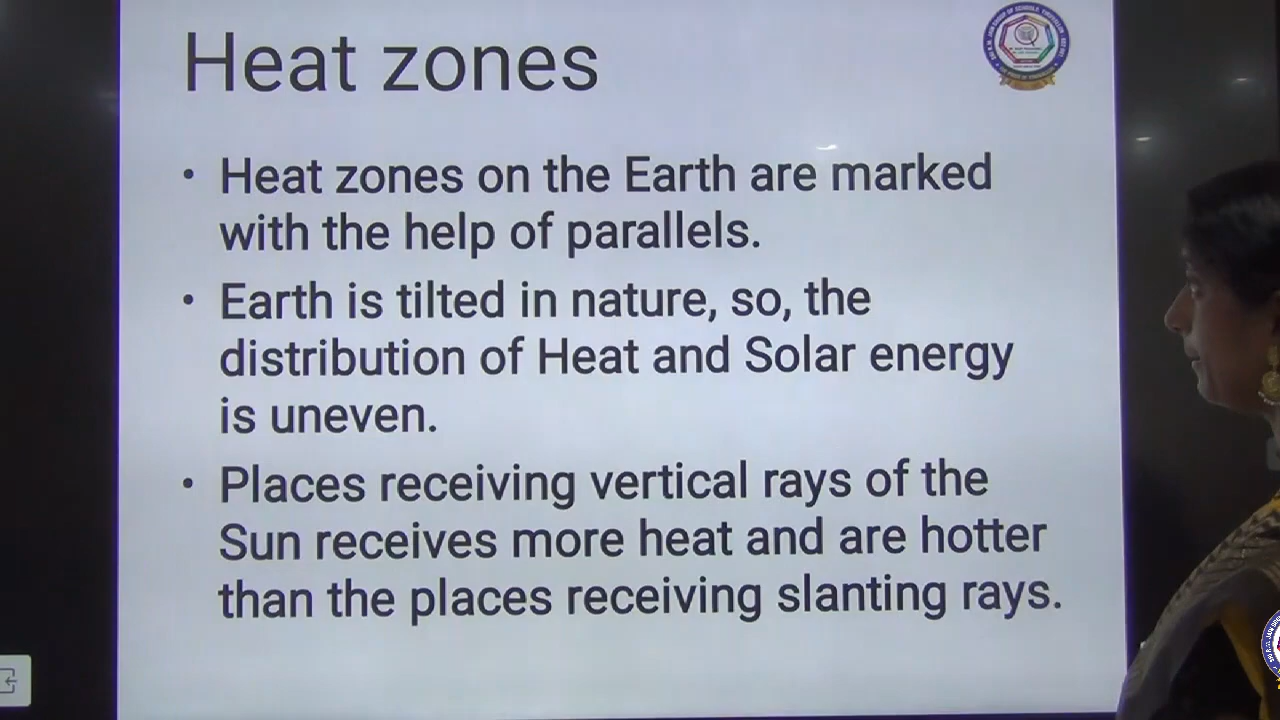 Heat zones
• Heat zones on the Earth are marked
with the help of parallels.
• Earth is tilted in nature, so, the
distribution of Heat and Solar energy
is uneven.
• Places receiving vertical rays of the
Sun receives more heat and are hotter
than the places receiving slanting rays.